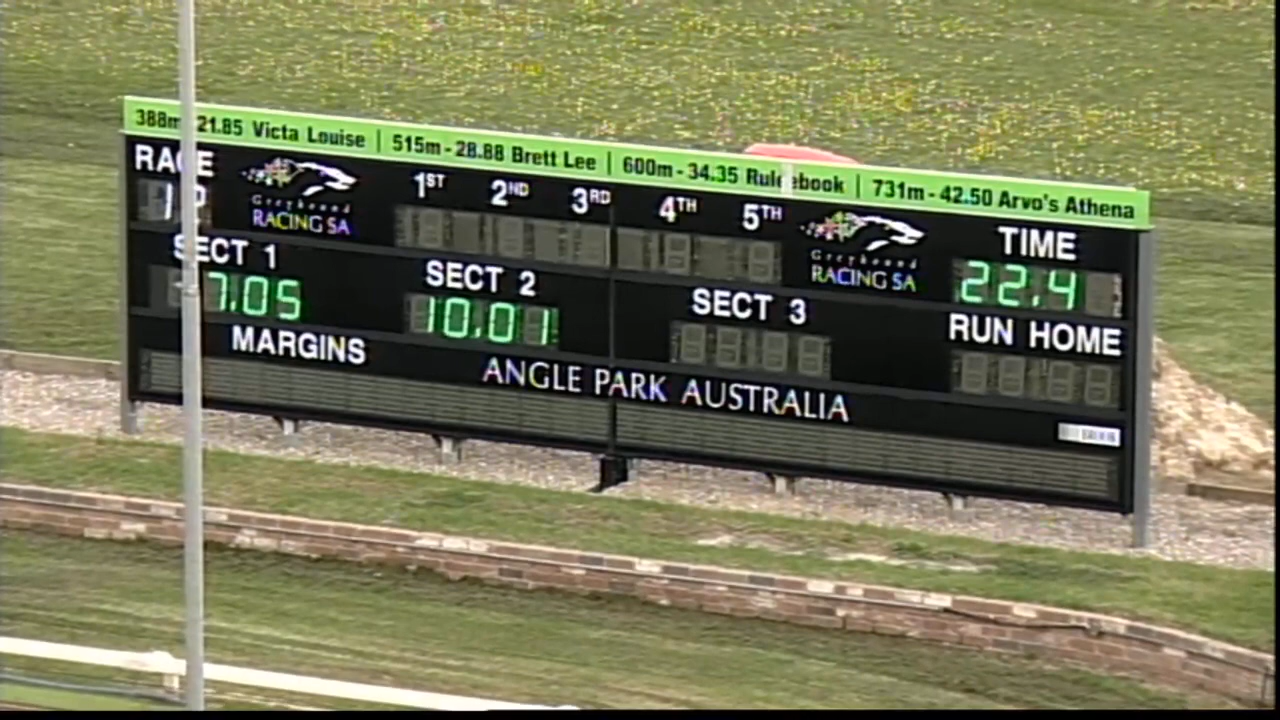 388m - 21.85 Victa Louise | 515m - 28.88 Brett Lee | 600m - 34.35 Rulebook | 731m - 42.50 Arvo's Athena
RACE
Greyhound
RACING SA
1ST 2ND 3RD 4TH 5TH
Greyhound
RACING SA
TIME
22.4
SECT 1
7.05
SECT 2
10.01
SECT 3
RUN HOME
MARGINS
ANGLE PARK AUSTRALIA